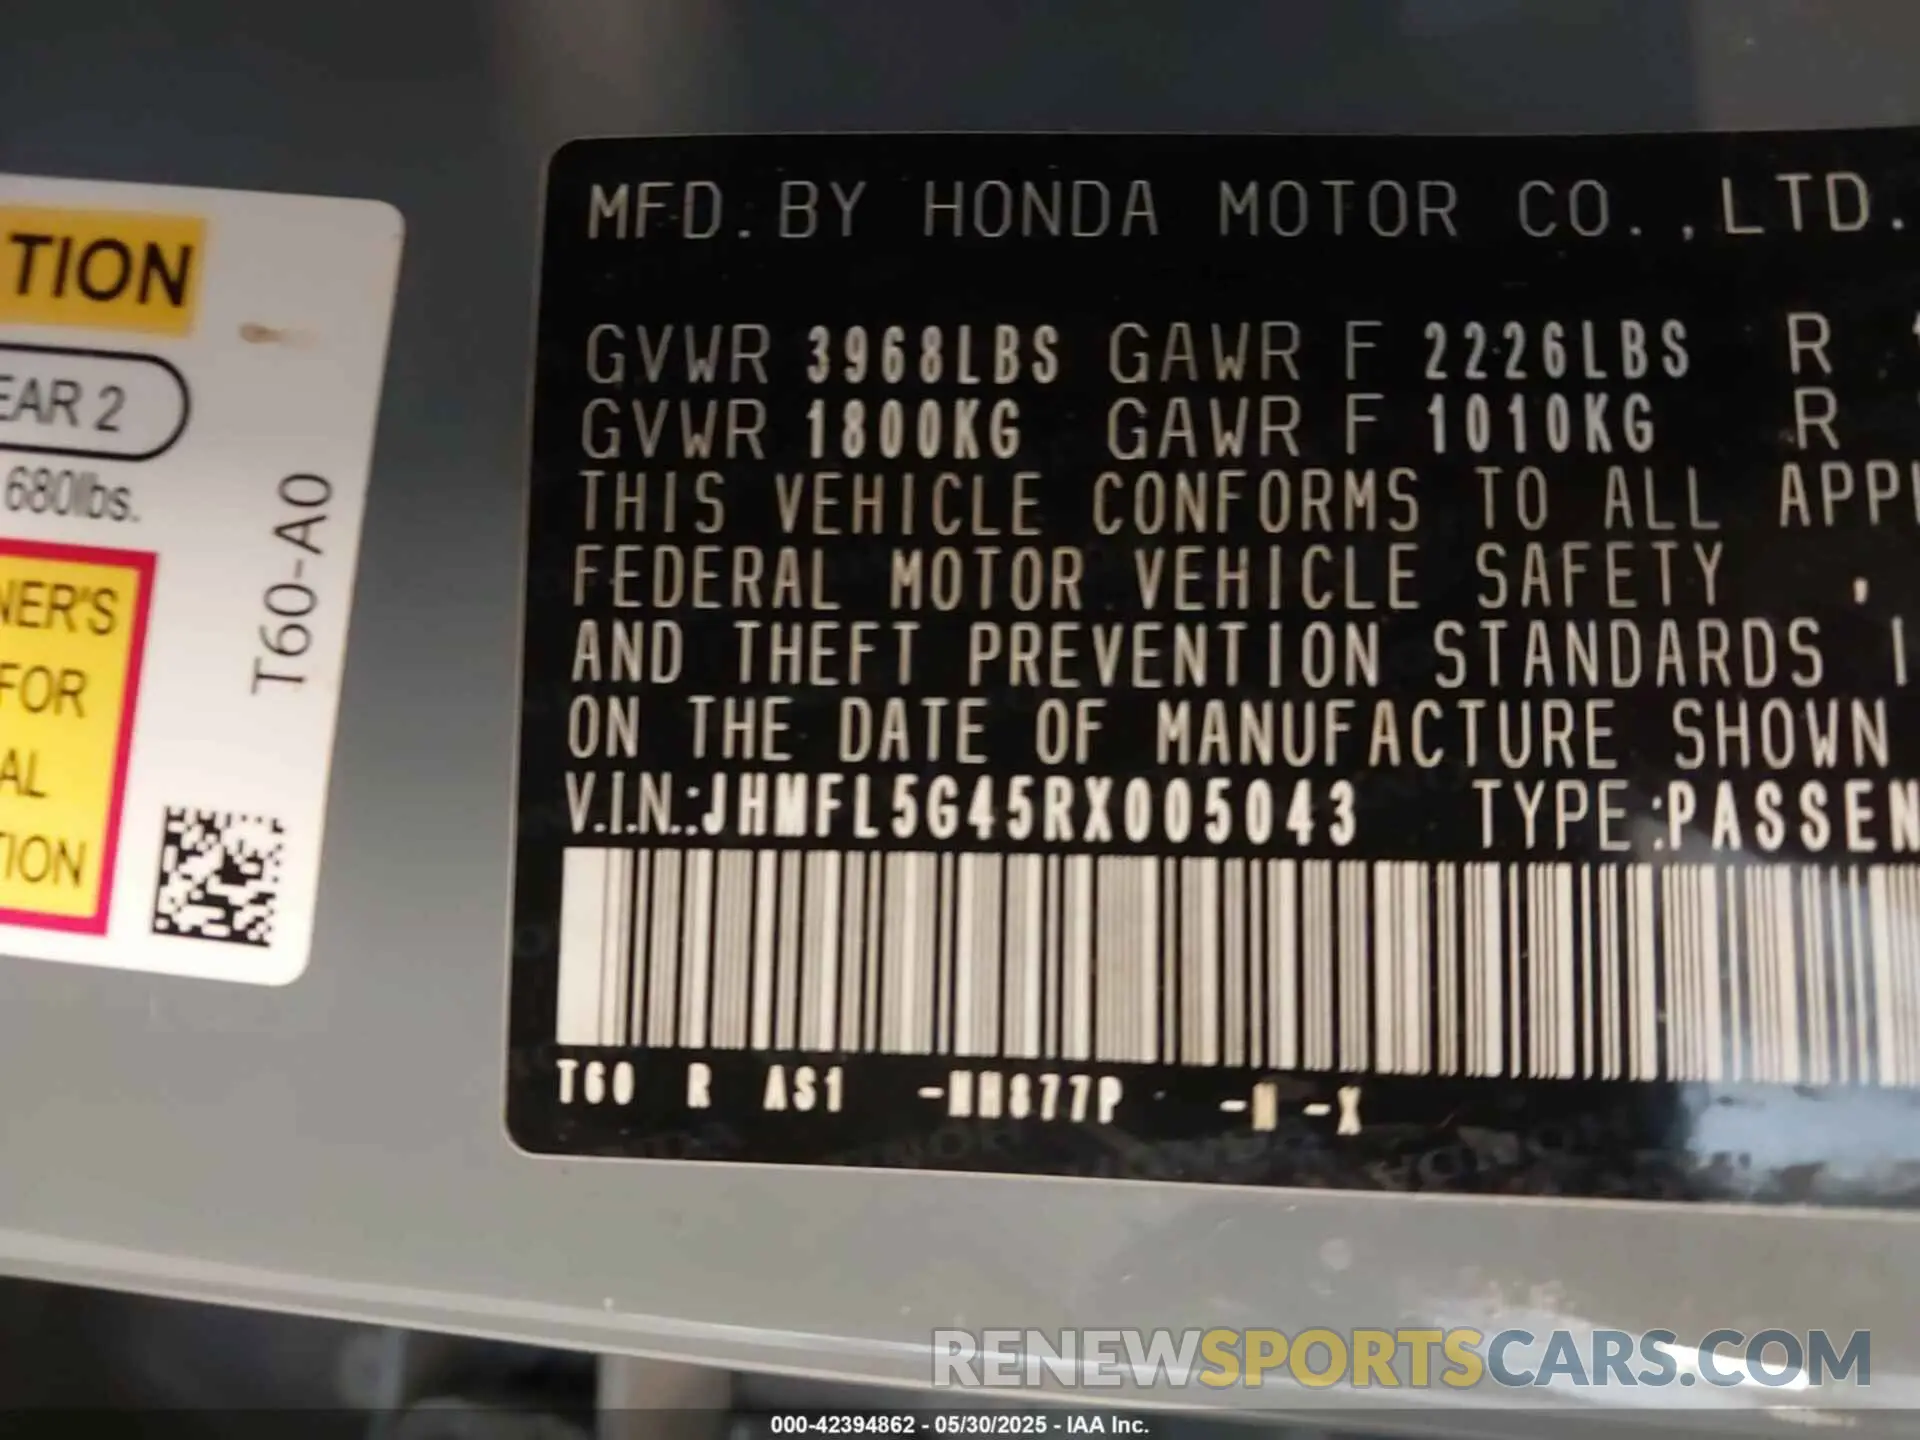 TION
EAR 2
680lbs.
NER'S
FOR
AL
TION
T60-A0
MFD. BY HONDA MOTOR CO., LTD.
GVWR 3968LBS GAWR F 2226LBS R
GVWR 1800KG GAWR F 1010KG R
THIS VEHICLE CONFORMS TO ALL APPL
FEDERAL MOTOR VEHICLE SAFETY ,
AND THEFT PREVENTION STANDARDS I
ON THE DATE OF MANUFACTURE SHOWN
V.I.N.:JHMFL5G45RX005043 TYPE:PASSEN
T60 R AS1 -NH877P - -X
RENEWSPORTSCARS.COM
000-42394862 - 05/30/2025 - IAA Inc.